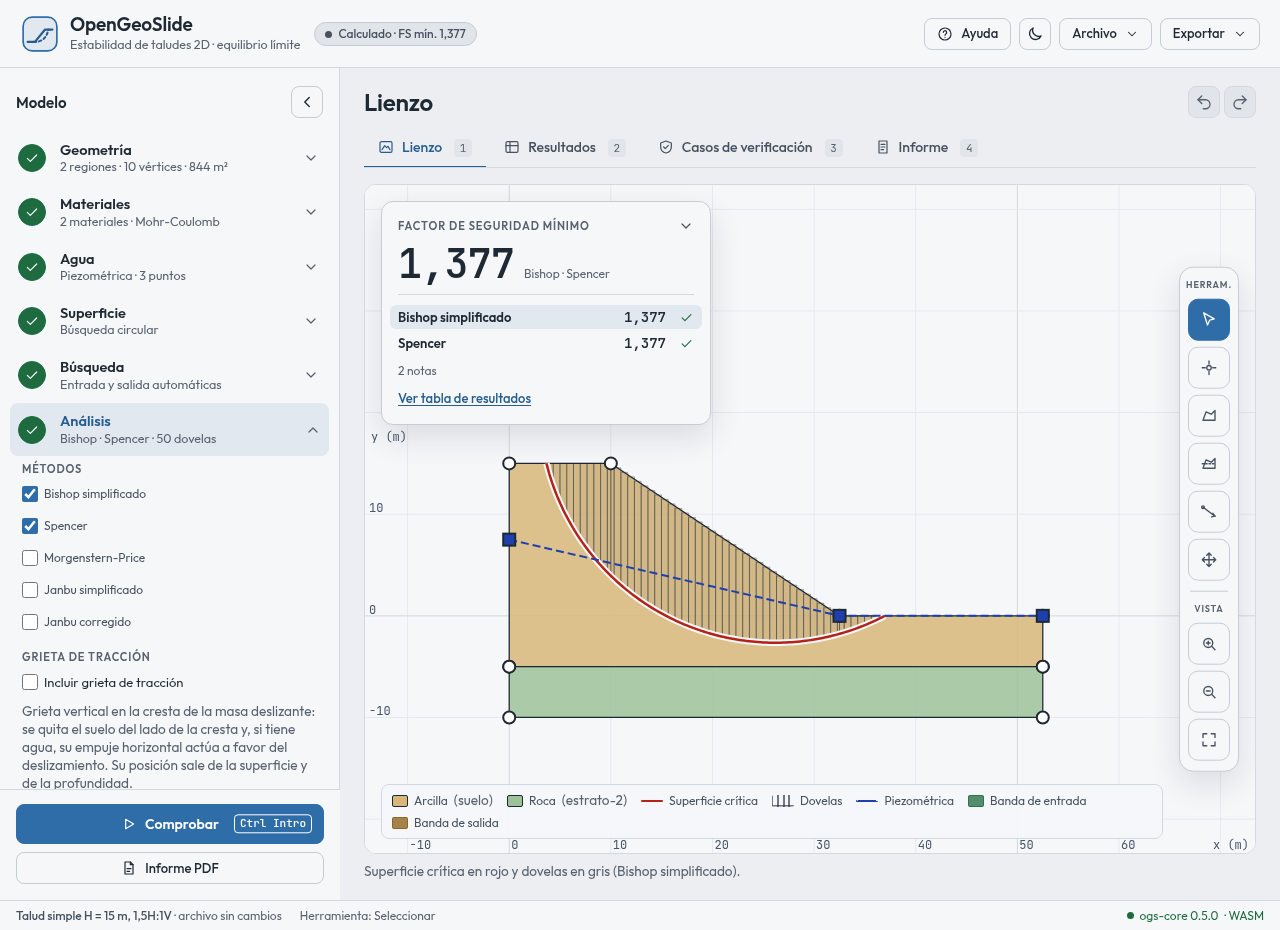 OpenGeoSlide
Estabilidad de taludes 2D · equilibrio límite
Calculado · FS mín. 1,377
Ayuda
Archivo
Exportar
Modelo
Geometría
2 regiones · 10 vértices · 844 m²
Materiales
2 materiales · Mohr-Coulomb
Agua
Piezométrica · 3 puntos
Superficie
Búsqueda circular
Búsqueda
Entrada y salida automáticas
Análisis
Bishop · Spencer · 50 dovelas
MÉTODOS
Bishop simplificado
Spencer
Morgenstern-Price
Janbu simplificado
Janbu corregido
GRIETA DE TRACCIÓN
Incluir grieta de tracción
Grieta vertical en la cresta de la masa deslizante:
se quita el suelo del lado de la cresta y, si tiene
agua, su empuje horizontal actúa a favor del
deslizamiento. Su posición sale de la superficie y
de la profundidad.
Comprobar Ctrl Intro
Informe PDF
Lienzo
Lienzo 1
Resultados 2
Casos de verificación 3
Informe 4
FACTOR DE SEGURIDAD MÍNIMO
1,377 Bishop · Spencer
Bishop simplificado 1,377
Spencer 1,377
2 notas
Ver tabla de resultados
y (m)
10
0
-10
HERRAM.
VISTA
Arcilla (suelo) Roca (estrato-2) Superficie crítica Dovelas Piezométrica Banda de entrada
Banda de salida
-10 0 10 20 30 40 50 60 x (m)
Superficie crítica en rojo y dovelas en gris (Bishop simplificado).
Talud simple H = 15 m, 1,5H:1V · archivo sin cambios
Herramienta: Seleccionar
ogs-core 0.5.0 · WASM